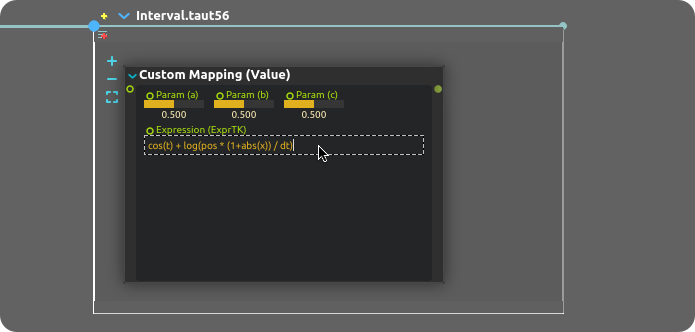 Interval.taut56
Custom Mapping (Value)
Param (a) Param (b) Param (c)
0.500 0.500 0.500
Expression (ExprTK)
cos(t) + log(pos * (1+abs(x)) / dt)